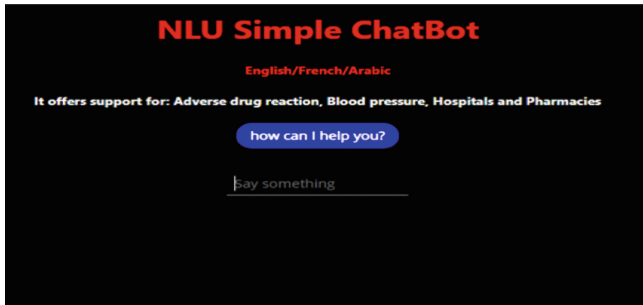 NLU Simple ChatBot
English/French/Arabic
It offers support for: Adverse drug reaction, Blood pressure, Hospitals and Pharmacies
how can I help you?
Say something